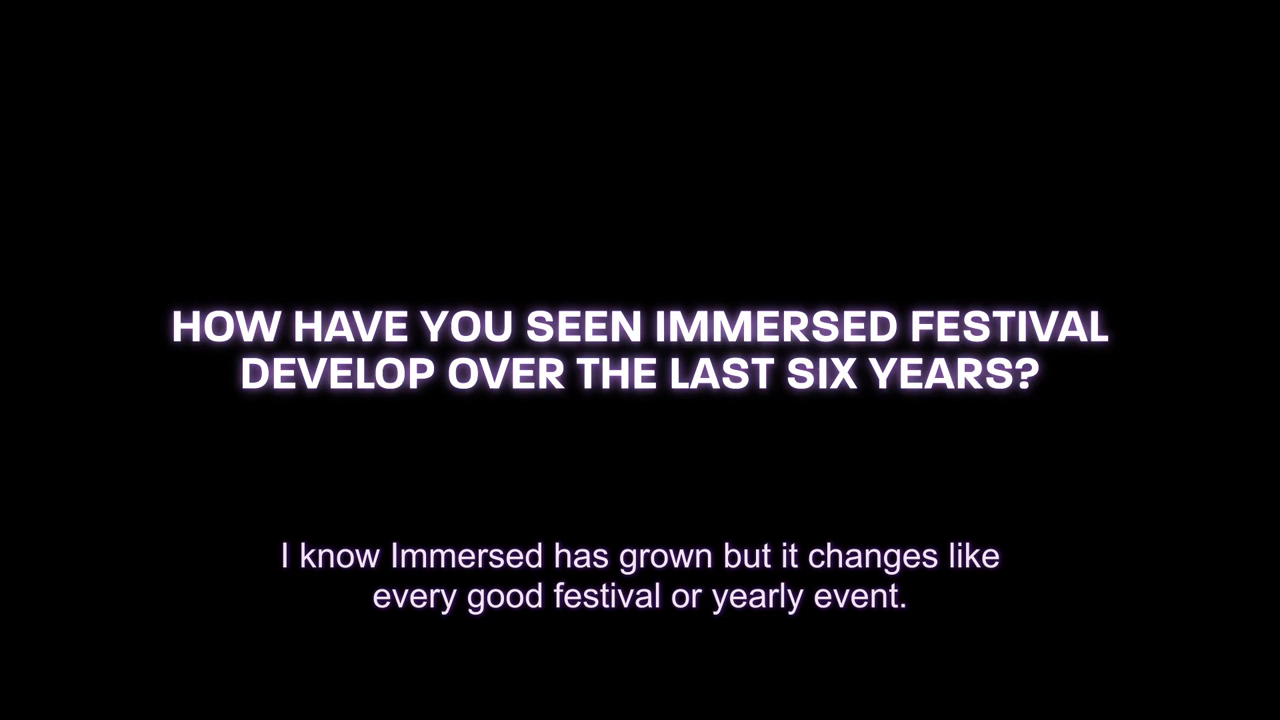 HOW HAVE YOU SEEN IMMERSED FESTIVAL
DEVELOP OVER THE LAST SIX YEARS?
I know Immersed has grown but it changes like
every good festival or yearly event.